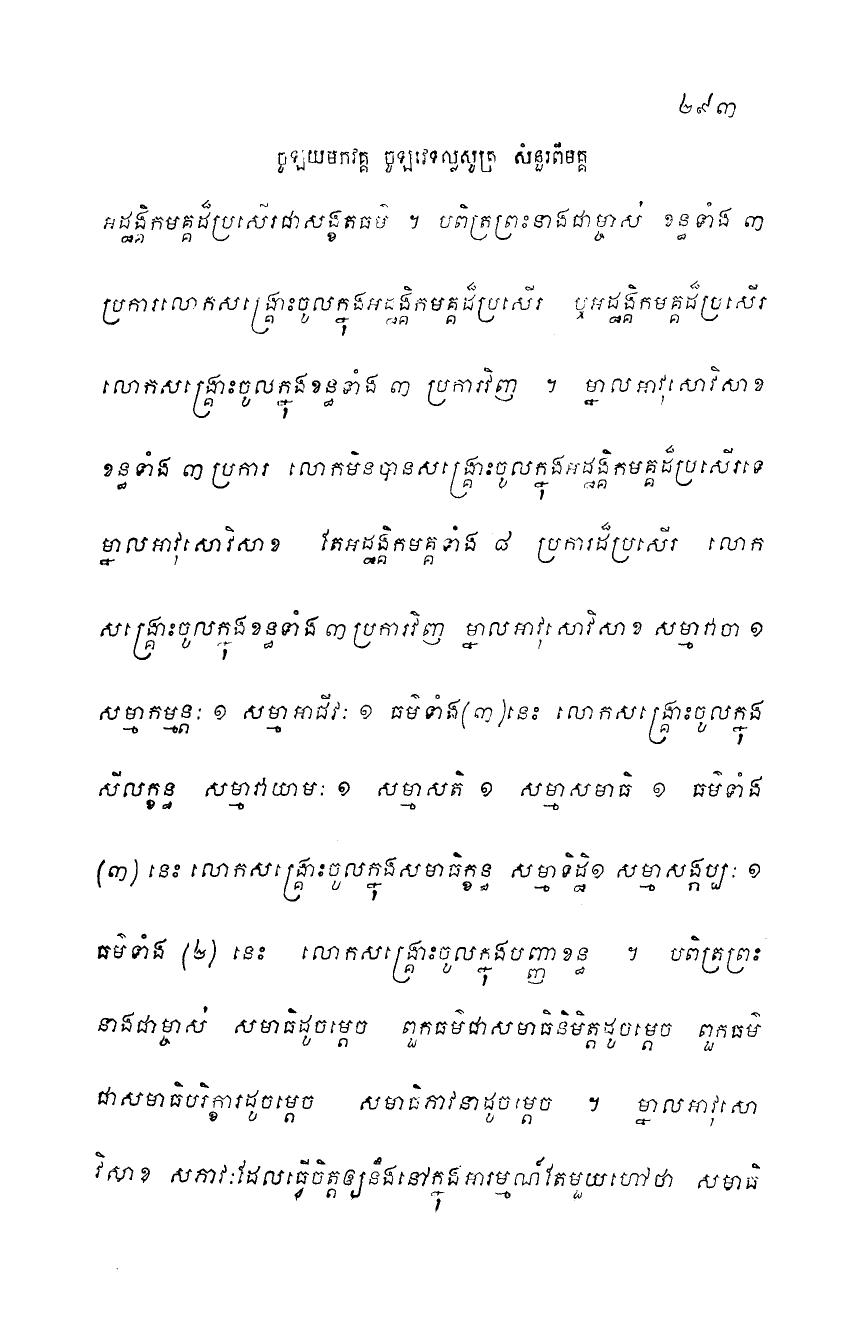 ២៩៣
ចូឡយមកវគ្គ ចូឡវេទល្លសូត្រ សំនួរពីមគ្គ
អដ្ឋង្គិកមគ្គដ៏ប្រសើរជាសង្ខតធម៌ ។ បពិត្រព្រះនាងជាម្ចាស់ ខន្ធទាំង ៣
ប្រការលោកសង្គ្រោះចូលក្នុងអដ្ឋង្គិកមគ្គដ៏ប្រសើរ ឬអដ្ឋង្គិកមគ្គដ៏ប្រសើរ
លោកសង្គ្រោះចូលក្នុងខន្ធទាំង ៣ ប្រការវិញ ។ ម្នាលអាវុសោវិសាខ
ខន្ធទាំង ៣ ប្រការ លោកមិនបានសង្គ្រោះចូលក្នុងអដ្ឋង្គិកមគ្គដ៏ប្រសើរទេ
ម្នាលអាវុសោវិសាខ តែអដ្ឋង្គិកមគ្គទាំង ៨ ប្រការដ៏ប្រសើរ លោក
សង្គ្រោះចូលក្នុងខន្ធទាំង ៣ ប្រការវិញ ម្នាលអាវុសោវិសាខ សម្មាវាចា ១
សម្មាកម្មន្តៈ ១ សម្មាអាជីវៈ ១ ធម៌ទាំង(៣)នេះ លោកសង្គ្រោះចូលក្នុង
សីលក្ខន្ធ សម្មាវាយាមៈ ១ សម្មាសតិ ១ សម្មាសមាធិ ១ ធម៌ទាំង
(៣) នេះ លោកសង្គ្រោះចូលក្នុងសមាធិក្ខន្ធ សម្មាទិដ្ឋិ១ សម្មាសង្កប្បៈ ១
ធម៌ទាំង (២) នេះ លោកសង្គ្រោះចូលក្នុងបញ្ញាខន្ធ ។ បពិត្រព្រះ
នាងជាម្ចាស់ សមាធិដូចម្តេច ពួកធម៌ជាសមាធិនិមិត្តដូចម្តេច ពួកធម៌
ជាសមាធិបរិក្ខារដូចម្តេច សមាធិភាវនាដូចម្តេច ។ ម្នាលអាវុសោ
វិសាខ សភាវៈដែលធ្វើចិត្តឲ្យនឹងនៅក្នុងអារម្មណ៍តែមួយហៅថា សមាធិ